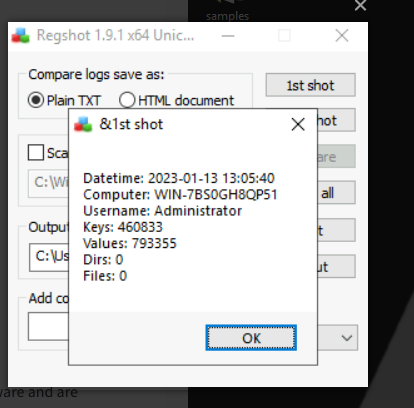 samples
Regshot 1.9.1 x64 Unic...
Compare logs save as:
Plain TXT
HTML document
1st shot
&1st shot
Datetime: 2023-01-13 13:05:40
Computer: WIN-7BS0GH8QP51
Username: Administrator
Keys: 460833
Values: 793355
Dirs: 0
Files: 0
OK
hot
Sca
are
C:\Wi
all
Output
t
C:\Us
ut
Add co
ware and are